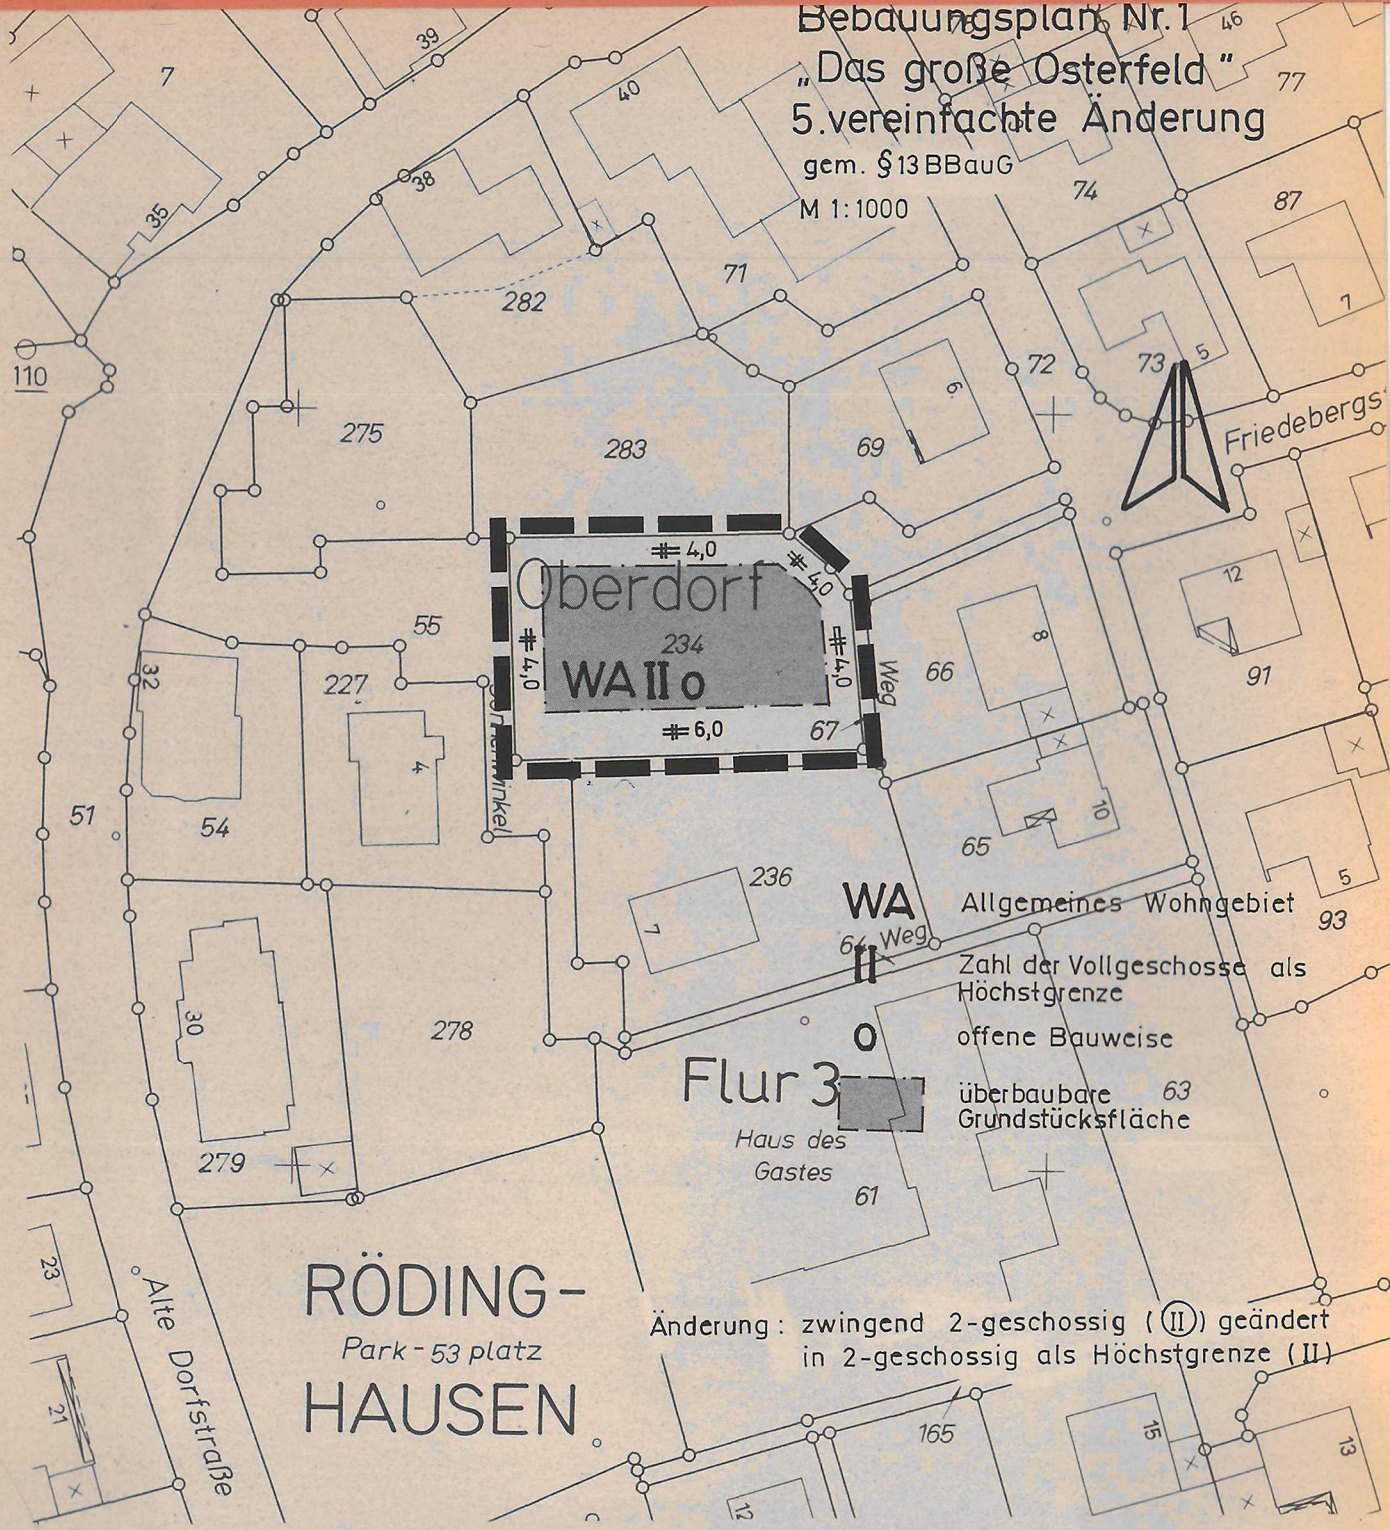 Bebauungsplan Nr.1
„Das große Osterfeld"
5.vereinfachte Änderung
gem. §13 BBauG
M 1:1000
46
39
7
77
40
38
35
74
87
7
71
282
110
72
73
5
6
Friedebergs
275
283
69
4,0
4,0
Oberdorf
12
55
234
8
4,0
4,0
WA II o
Weg
66
91
32
227
6,0
67
4
51
54
10
65
236
5
WA Allgemeines Wohngebiet
93
7
64 Weg
II Zahl der Vollgeschosse als
Höchstgrenze
30
278
o offene Bauweise
Flur 3
überbaubare 63
Grundstücksfläche
Haus des
Gastes
279
61
23
RÖDING-
Park-53 platz
HAUSEN
Alte Dorfstraße
Änderung: zwingend 2-geschossig (II) geändert
in 2-geschossig als Höchstgrenze (II)
21
165
15
13
12